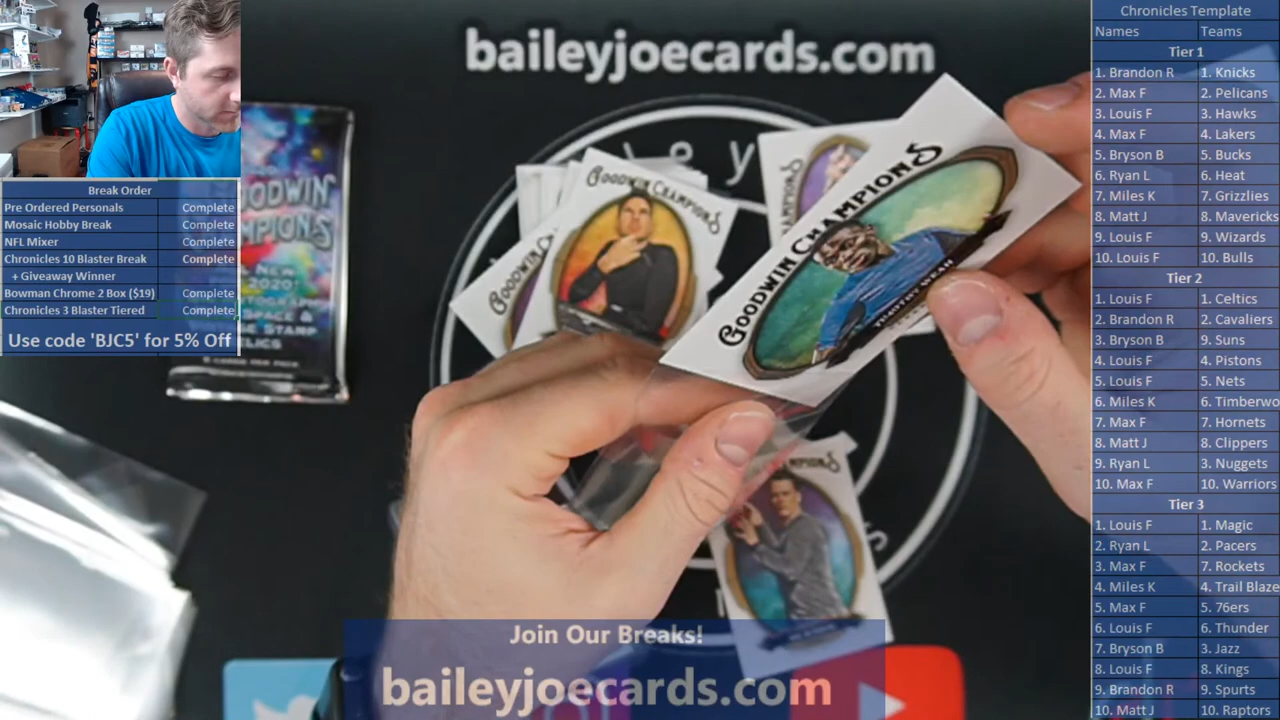 baileyjoecards.com
Break Order
Pre Ordered Personals Complete
Mosaic Hobby Break Complete
NFL Mixer Complete
Chronicles 10 Blaster Break Complete
+ Giveaway Winner
Bowman Chrome 2 Box ($19) Complete
Chronicles 3 Blaster Tiered Complete
Use code 'BJC5' for 5% Off
GOODWIN CHAMPIONS
GOODWIN CHAMPIONS
TIMOTHY WEAH
2020!
Join Our Breaks!
baileyjoecards.com
Chronicles Template
Names Teams
Tier 1
1. Brandon R 1. Knicks
2. Max F 2. Pelicans
3. Louis F 3. Hawks
4. Max F 4. Lakers
5. Bryson B 5. Bucks
6. Ryan L 6. Heat
7. Miles K 7. Grizzlies
8. Matt J 8. Mavericks
9. Louis F 9. Wizards
10. Louis F 10. Bulls
Tier 2
1. Louis F 1. Celtics
2. Brandon R 2. Cavaliers
3. Bryson B 9. Suns
4. Louis F 4. Pistons
5. Louis F 5. Nets
6. Miles K 6. Timberwo
7. Max F 7. Hornets
8. Matt J 8. Clippers
9. Ryan L 3. Nuggets
10. Max F 10. Warriors
Tier 3
1. Louis F 1. Magic
2. Ryan L 2. Pacers
3. Max F 7. Rockets
4. Miles K 4. Trail Blaze
5. Max F 5. 76ers
6. Louis F 6. Thunder
7. Bryson B 3. Jazz
8. Louis F 8. Kings
9. Brandon R 9. Spurts
10. Matt J 10. Raptors